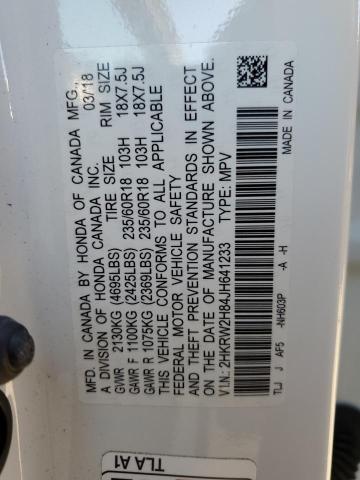 MFD. IN CANADA BY HONDA OF CANADA MFG.,
A DIVISION OF HONDA CANADA INC. 03/18
TIRE SIZE RIM SIZE
GVWR 2130KG (4695LBS)
GAWR F 1100KG (2425LBS) 235/60R18 103H 18X7.5J
GAWR R 1075KG (2369LBS) 235/60R18 103H 18X7.5J
THIS VEHICLE CONFORMS TO ALL APPLICABLE
FEDERAL MOTOR VEHICLE SAFETY
AND THEFT PREVENTION STANDARDS IN EFFECT
ON THE DATE OF MANUFACTURE SHOWN ABOVE.
V.I.N.: 2HKRW2H84JH641233 TYPE: MPV
TLJ J AF5 -NH603P -A -H
MADE IN CANADA
TLA A1